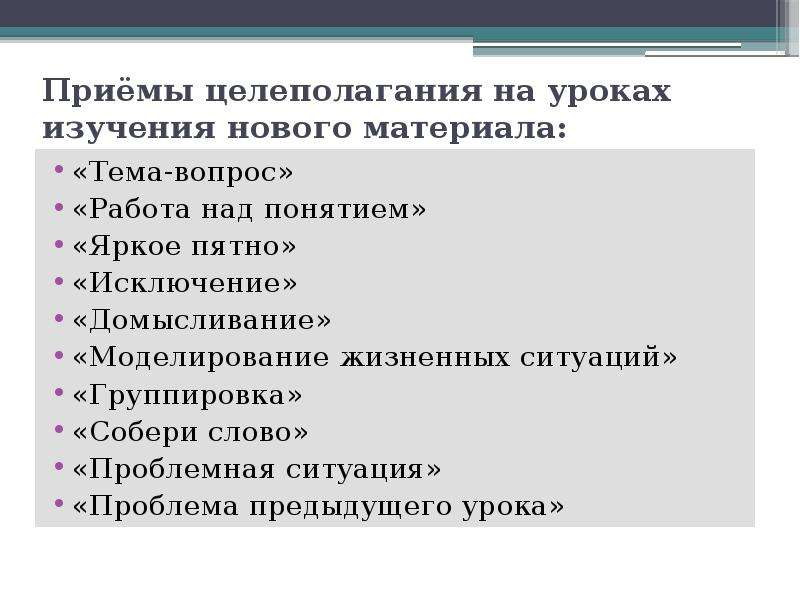 Приёмы целеполагания на уроках
изучения нового материала:
• «Тема-вопрос»
• «Работа над понятием»
• «Яркое пятно»
• «Исключение»
• «Домысливание»
• «Моделирование жизненных ситуаций»
• «Группировка»
• «Собери слово»
• «Проблемная ситуация»
• «Проблема предыдущего урока»